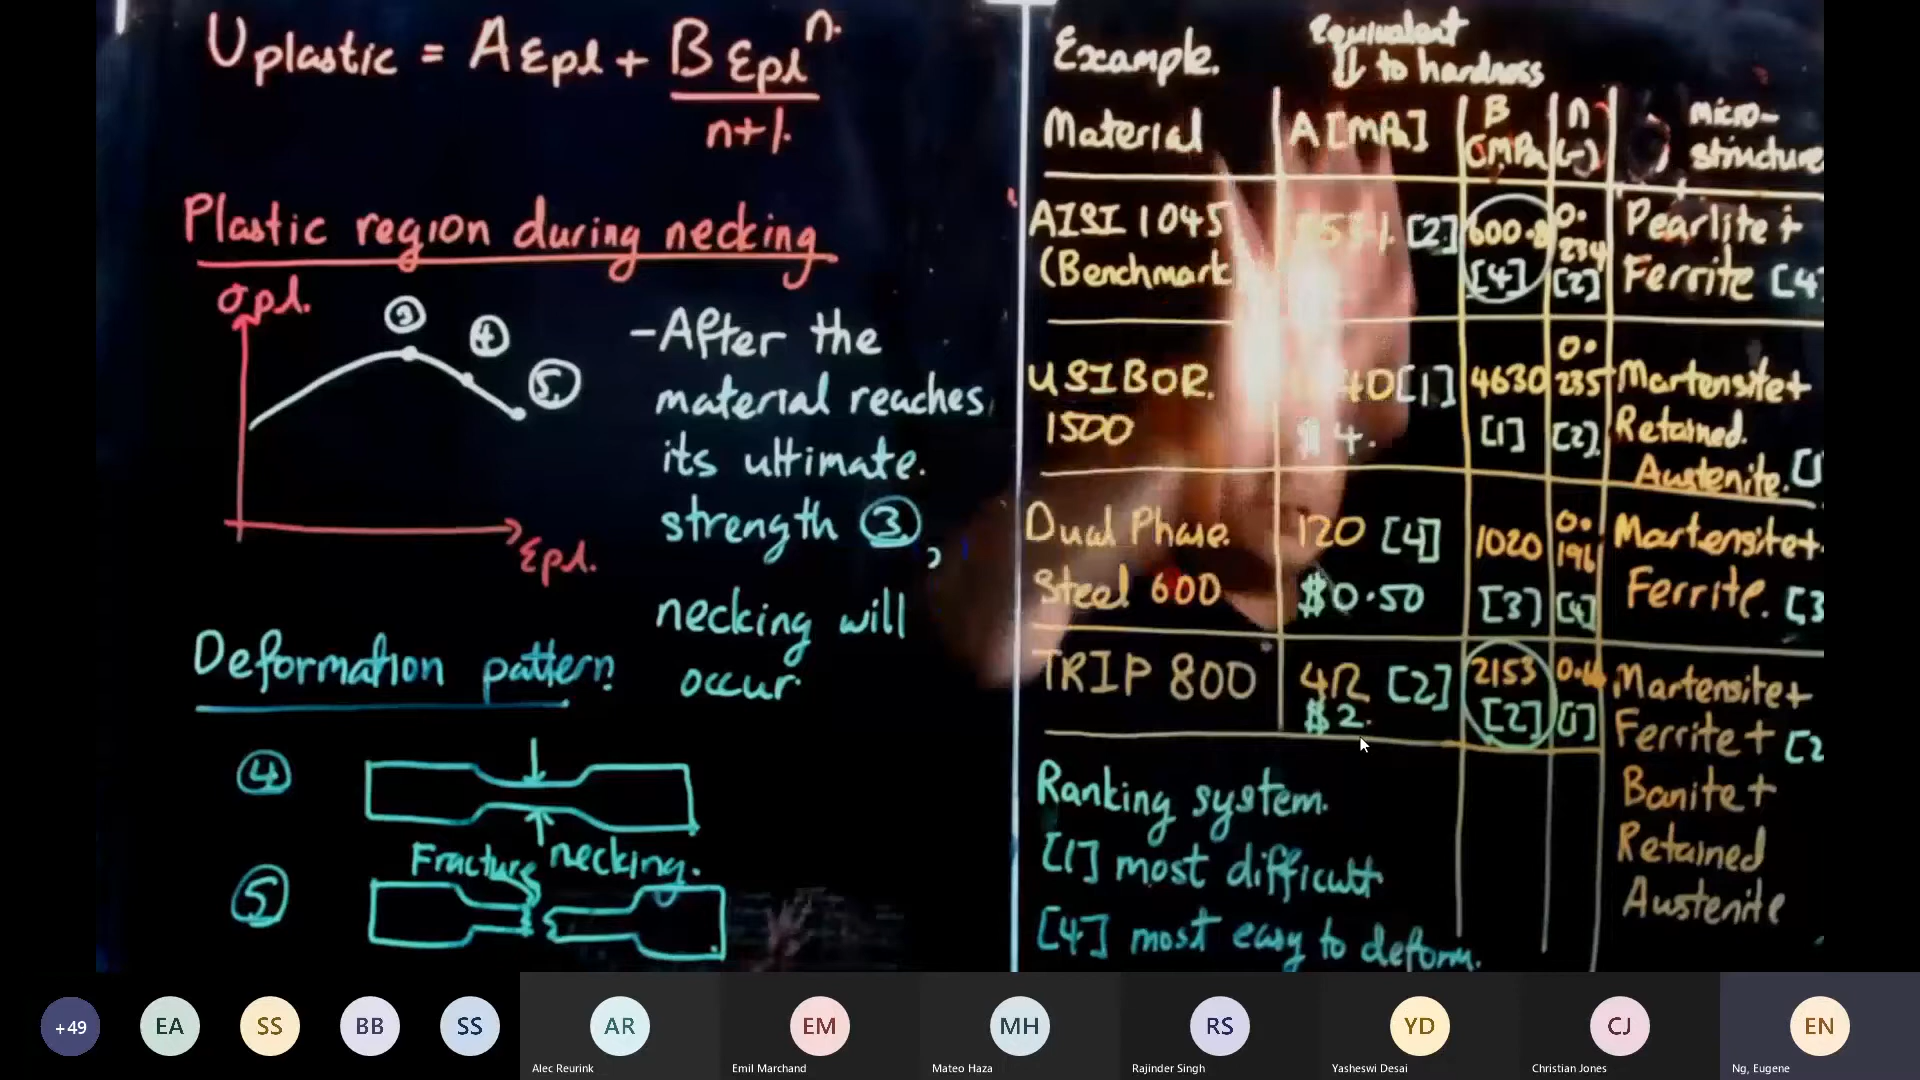 Uplastic = Aεpl + Bεpl^n.
n+1.
Plastic region during necking
σpl.
③
④
⑤
εpl.
-After the
material reaches
its ultimate.
strength ③,
necking will
occur
Deformation pattern
④
necking.
Fracture
⑤
Example.
Equivalent
⇓ to hardness
Material
A [MPa]
B
[MPa]
n
(-)
micro-
structure
AISI 1045
(Benchmark
[2]
600.8
[4]
0.
234
[2]
Pearlite +
Ferrite [4
USIBOR.
1500
40[1]
$4.
4630
[1]
0.
235
[2]
Martensite+
Retained.
Austenite. [
Dual Phase.
Steel 600
120 [4]
$0.50
1020
[3]
0.
196
[4]
Martensite+
Ferrite. [3
TRIP 800
[2]
$2.
2153
[2]
[1]
Martensite+
Ferrite + [2
Banite+
Retained
Austenite
Ranking system.
[1] most difficult
[4] most easy to deform.
+49
EA
SS
BB
SS
AR
Alec Reurink
EM
Emil Marchand
MH
Mateo Haza
RS
Rajinder Singh
YD
Yasheswi Desai
CJ
Christian Jones
EN
Ng, Eugene